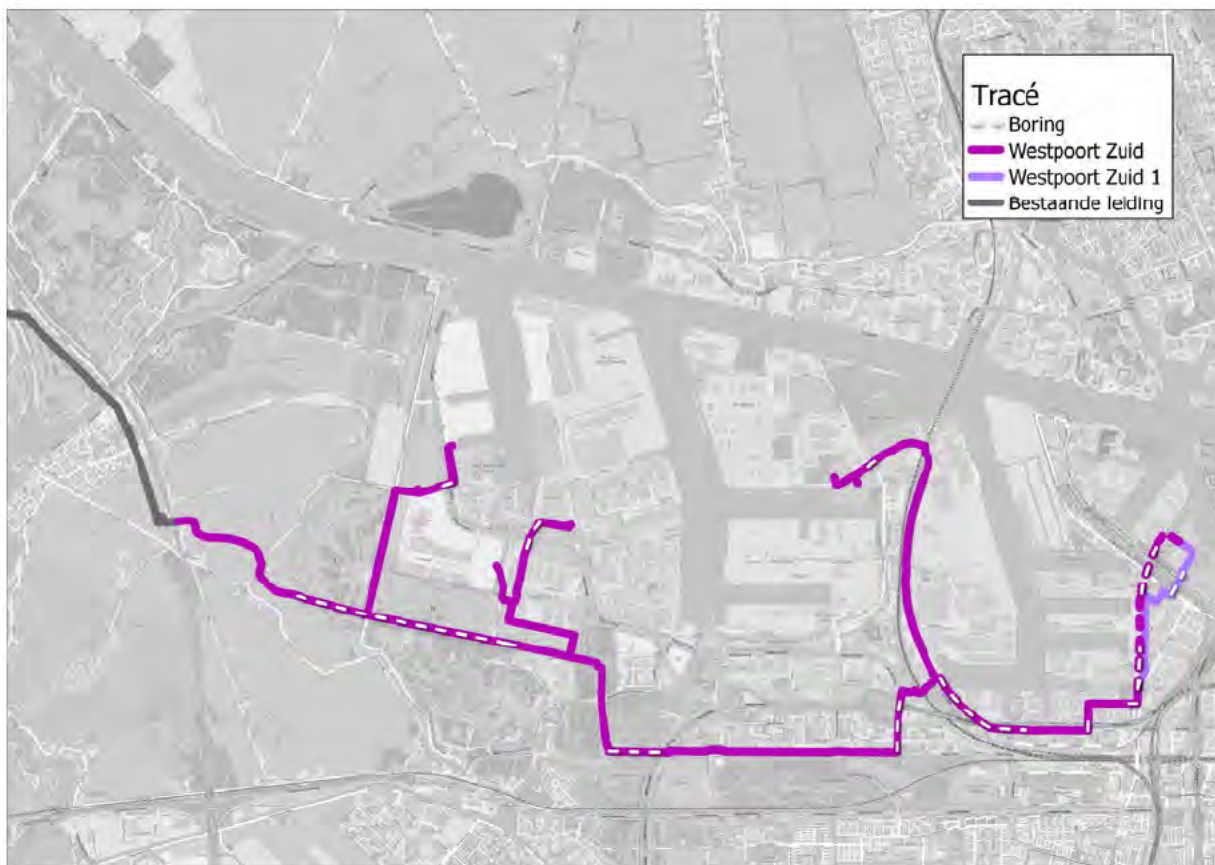 Tracé
Boring
Westpoort Zuid
Westpoort Zuid 1
Bestaande leiding